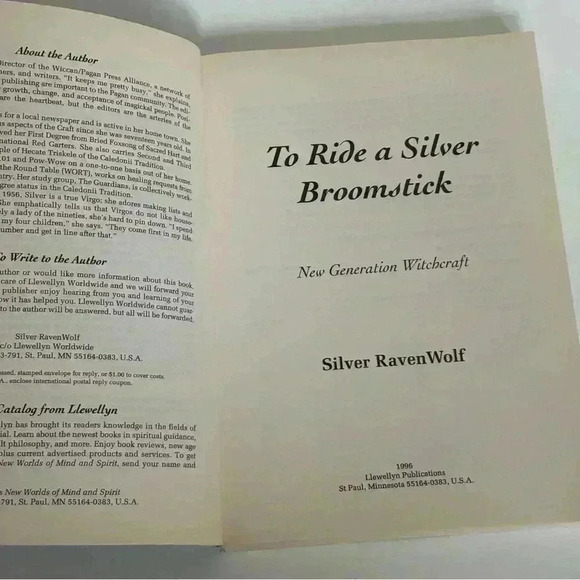 About the Author
Director of the Wiccan/Pagan Press Alliance, a network of
and writers. "It keeps me pretty busy," she explains,
publishing are important to the Pagan community. The edi-
growth, change, and acceptance of magickal people. Posi-
are the heartbeat, but the editors are the arteries of the
for a local newspaper and is active in her home town. She
aspects of the Craft since she was seventeen years old. In
her First Degree from Bried Foxsong of Sacred Hart and
Red Garters. She also carries Second and Third
of Hecate Triskele of the Caledonii Tradition.
101 and Pow-Wow on a one-to-one basis out of her home.
the Round Table (WORT), works on healing requests from
Her study group, The Guardians, is collectively work-
degree status in the Caledonii Tradition.
1956, Silver is a true Virgo; she adores making lists and
She emphatically tells us that Virgos do not like house-
a lady of the nineties, she's hard to pin down. "I spend
my four children," she says. "They come first in my life.
number and get in line after that."
To Write to the Author
author or would like more information about this book,
care of Llewellyn Worldwide and we will forward your
publisher enjoy hearing from you and learning of your
how it has helped you. Llewellyn Worldwide cannot guar-
to the author will be answered, but all will be forwarded.
Silver RavenWolf
c/o Llewellyn Worldwide
-791, St. Paul, MN 55164-0383, U.S.A.
stamped envelope for reply, or $1.00 to cover costs.
enclose international postal reply coupon.
Catalog from Llewellyn
has brought its readers knowledge in the fields of
Learn about the newest books in spiritual guidance,
philosophy, and more. Enjoy book reviews, new age
plus current advertised products and services. To get
New Worlds of Mind and Spirit, send your name and
New Worlds of Mind and Spirit
-791, St. Paul, MN 55164-0383, U.S.A.
To Ride a Silver
Broomstick
New Generation Witchcraft
Silver RavenWolf
1996
Llewellyn Publications
St Paul, Minnesota 55164-0383, U.S.A.